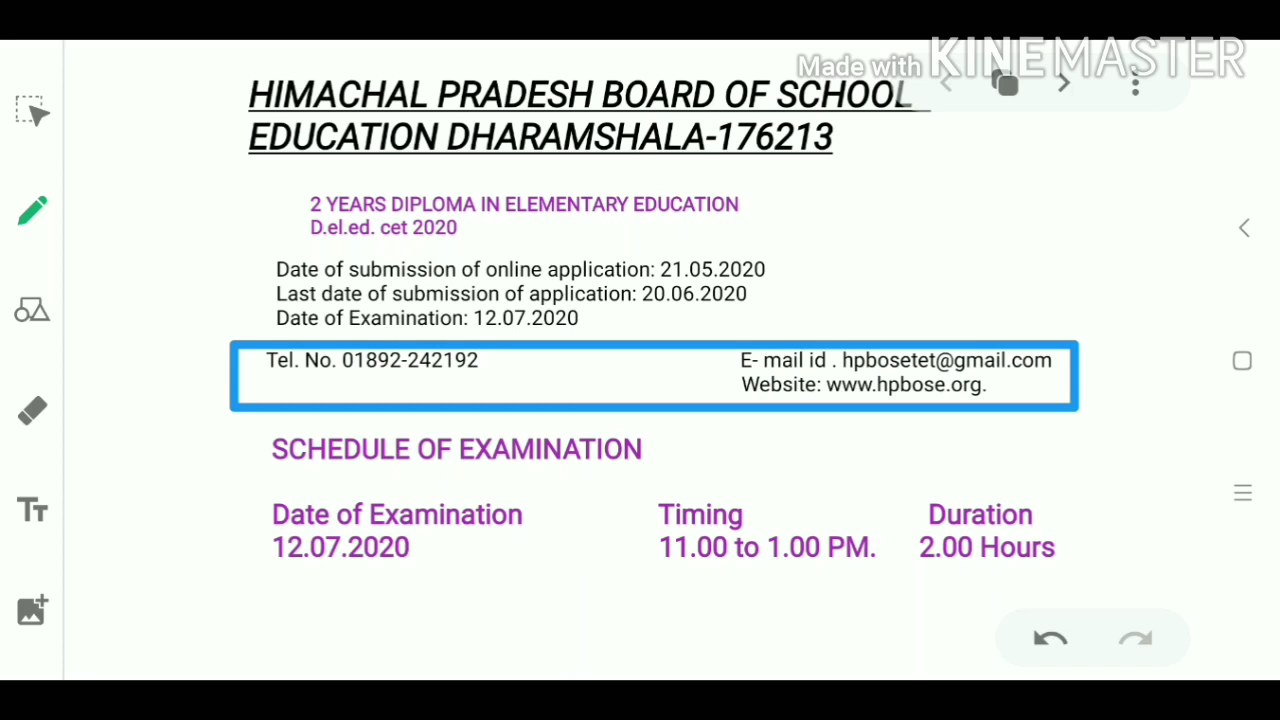 Made with KINEMASTER
HIMACHAL PRADESH BOARD OF SCHOOL
EDUCATION DHARAMSHALA-176213
2 YEARS DIPLOMA IN ELEMENTARY EDUCATION
D.el.ed. cet 2020
Date of submission of online application: 21.05.2020
Last date of submission of application: 20.06.2020
Date of Examination: 12.07.2020
Tel. No. 01892-242192 E- mail id . hpbosetet@gmail.com
Website: www.hpbose.org.
SCHEDULE OF EXAMINATION
Date of Examination Timing Duration
12.07.2020 11.00 to 1.00 PM. 2.00 Hours
TT